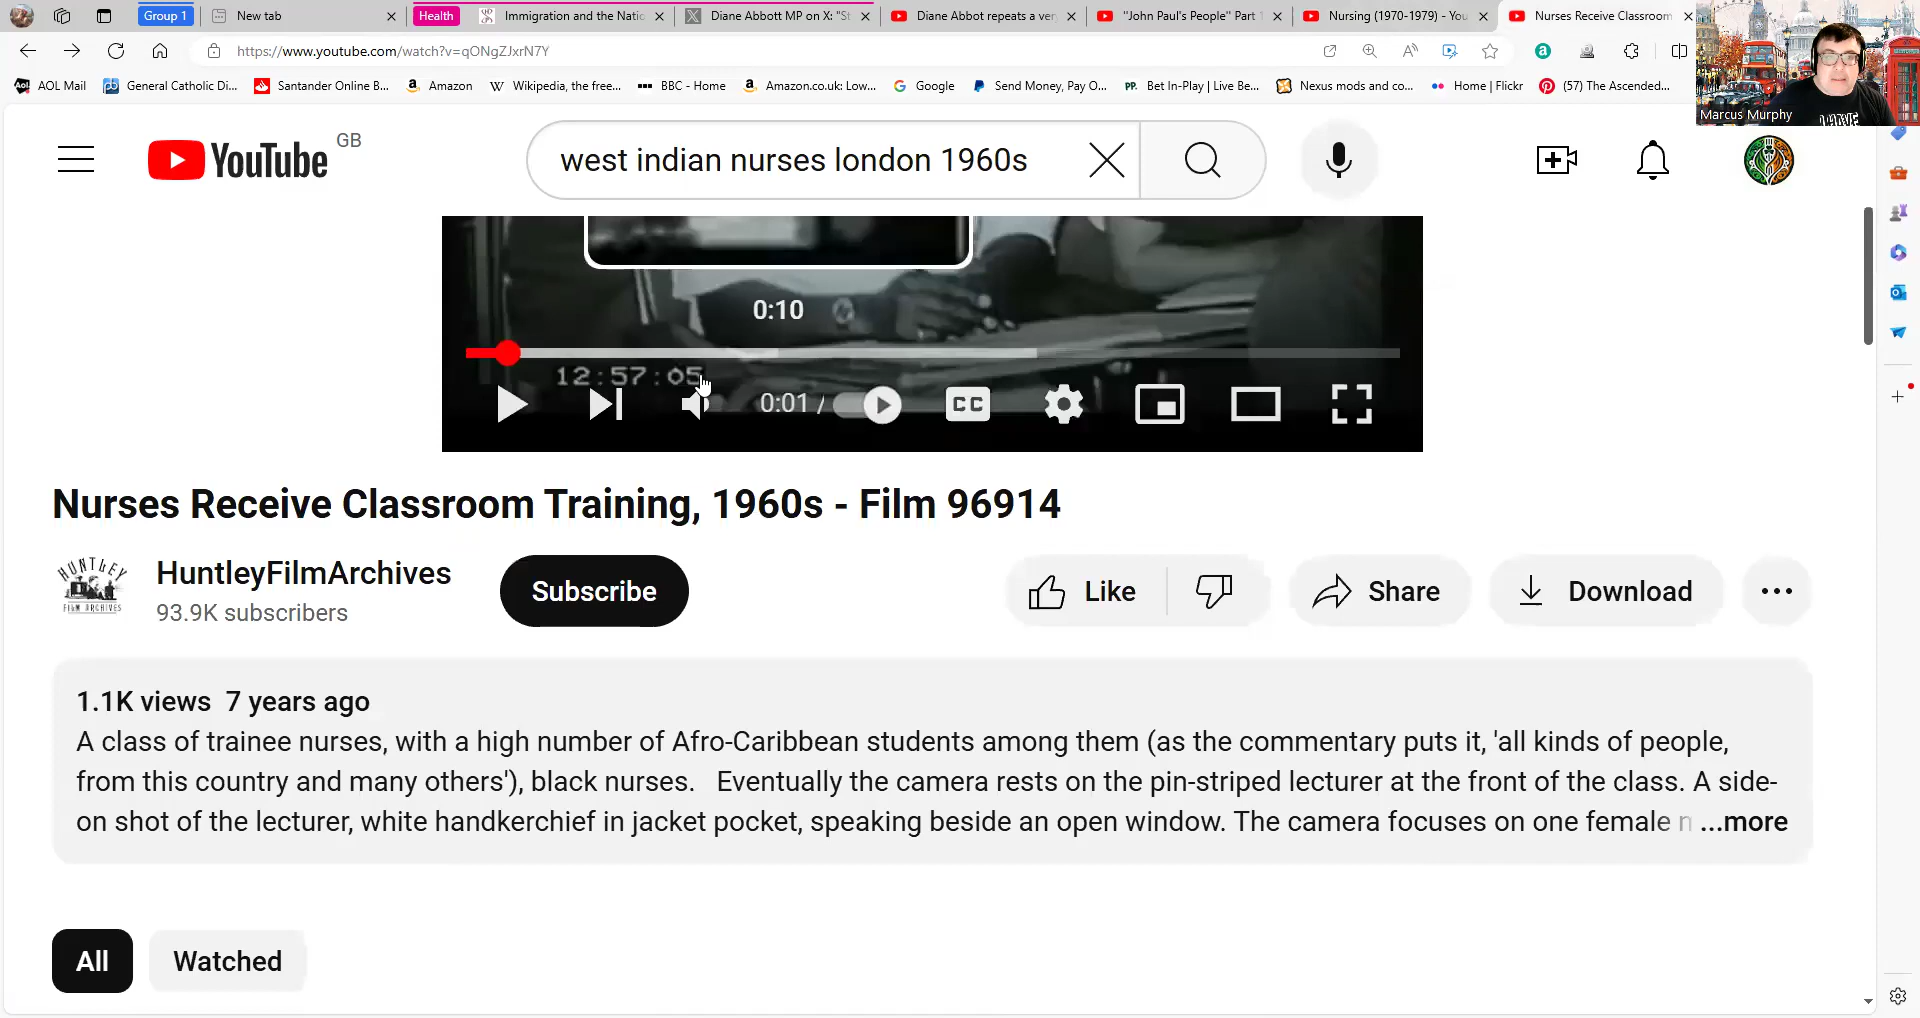 Group 1
New tab
Health
Immigration and the Natio
Diane Abbott MP on X: "St
Diane Abbot repeats a ver
"John Paul's People" Part 1
Nursing (1970-1979) - You
Nurses Receive Classroom
https://www.youtube.com/watch?v=qONgZJxrN7Y
AOL Mail
General Catholic Di...
Santander Online B...
Amazon
Wikipedia, the free...
BBC - Home
Amazon.co.uk: Low...
Google
Send Money, Pay O...
Bet In-Play | Live Be...
Nexus mods and co...
Home | Flickr
(57) The Ascended...
Marcus Murphy
YouTube GB
west indian nurses london 1960s
0:10
12:57:05
0:01 /
CC
Nurses Receive Classroom Training, 1960s - Film 96914
HUNTLEY
FILM ARCHIVES
HuntleyFilmArchives
93.9K subscribers
Subscribe
Like
Share
Download
1.1K views 7 years ago
A class of trainee nurses, with a high number of Afro-Caribbean students among them (as the commentary puts it, 'all kinds of people,
from this country and many others'), black nurses. Eventually the camera rests on the pin-striped lecturer at the front of the class. A side-
on shot of the lecturer, white handkerchief in jacket pocket, speaking beside an open window. The camera focuses on one female n ...more
All
Watched